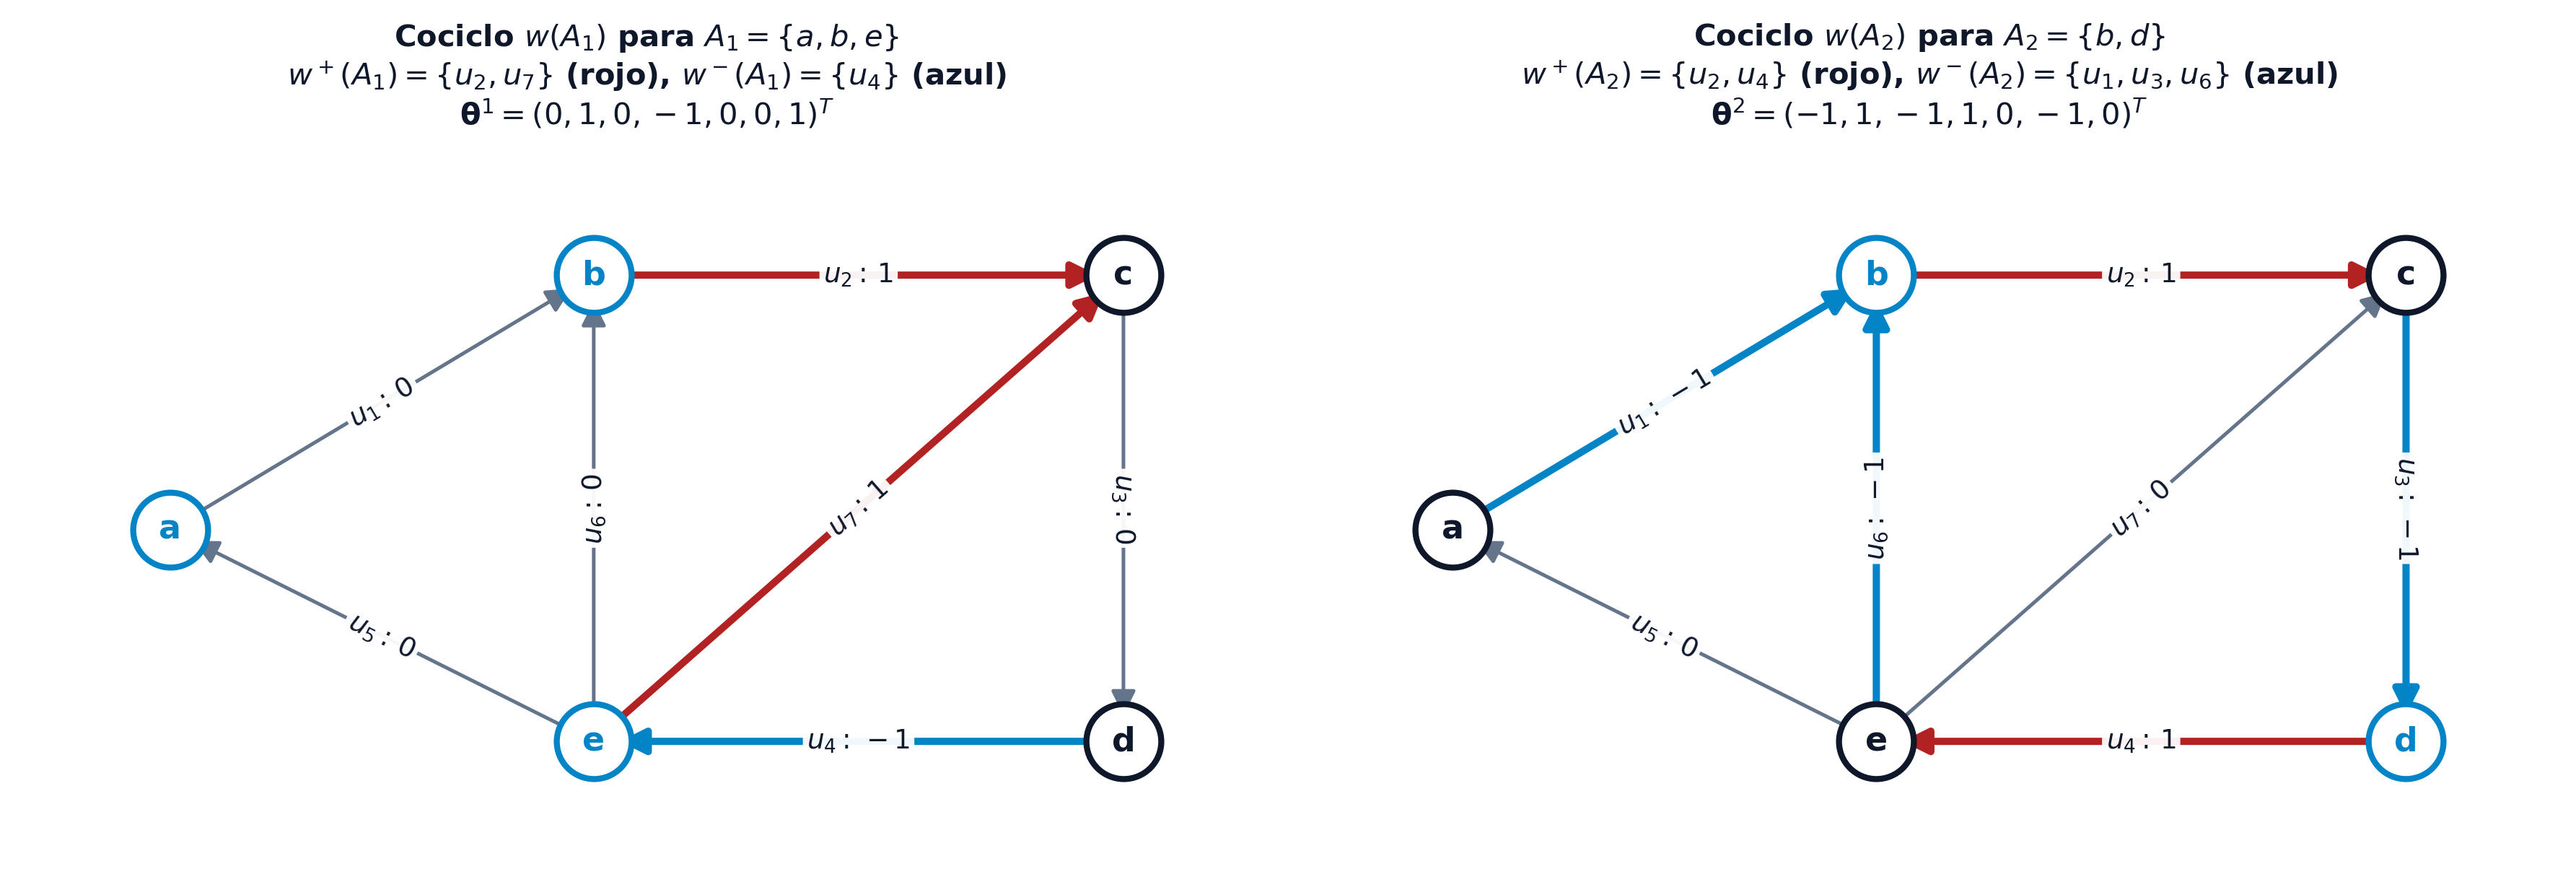 Cociclo w(A₁) para A₁ = {a, b, e}
w⁺(A₁) = {u₂, u₇} (rojo), w⁻(A₁) = {u₄} (azul)
θ¹ = (0, 1, 0, −1, 0, 0, 1)ᵀ
b
u₂ : 1
c
u₁ : 0
u₆ : 0
u₇ : 1
u₃ : 0
a
u₅ : 0
e
u₄ : −1
d
Cociclo w(A₂) para A₂ = {b, d}
w⁺(A₂) = {u₂, u₄} (rojo), w⁻(A₂) = {u₁, u₃, u₆} (azul)
θ² = (−1, 1, −1, 1, 0, −1, 0)ᵀ
b
u₂ : 1
c
u₁ : −1
u₆ : −1
u₇ : 0
u₃ : −1
a
u₅ : 0
e
u₄ : 1
d